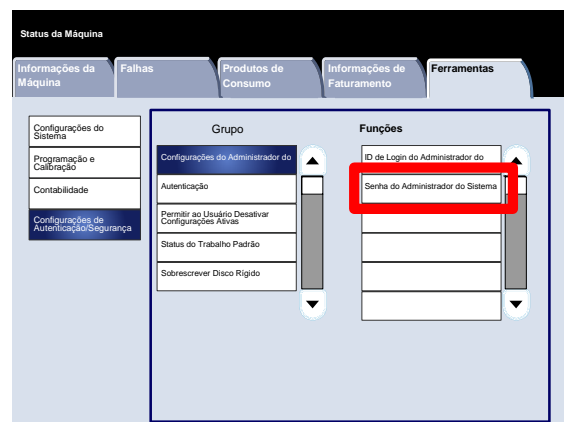 Status da Máquina
Informações da
Máquina
Falhas
Produtos de
Consumo
Informações de
Faturamento
Ferramentas
Configurações do
Sistema
Programação e
Calibração
Contabilidade
Configurações de
Autenticação/Segurança
Grupo
Configurações do Administrador do
Autenticação
Permitir ao Usuário Desativar
Configurações Ativas
Status do Trabalho Padrão
Sobrescrever Disco Rígido
Funções
ID de Login do Administrador do
Senha do Administrador do Sistema